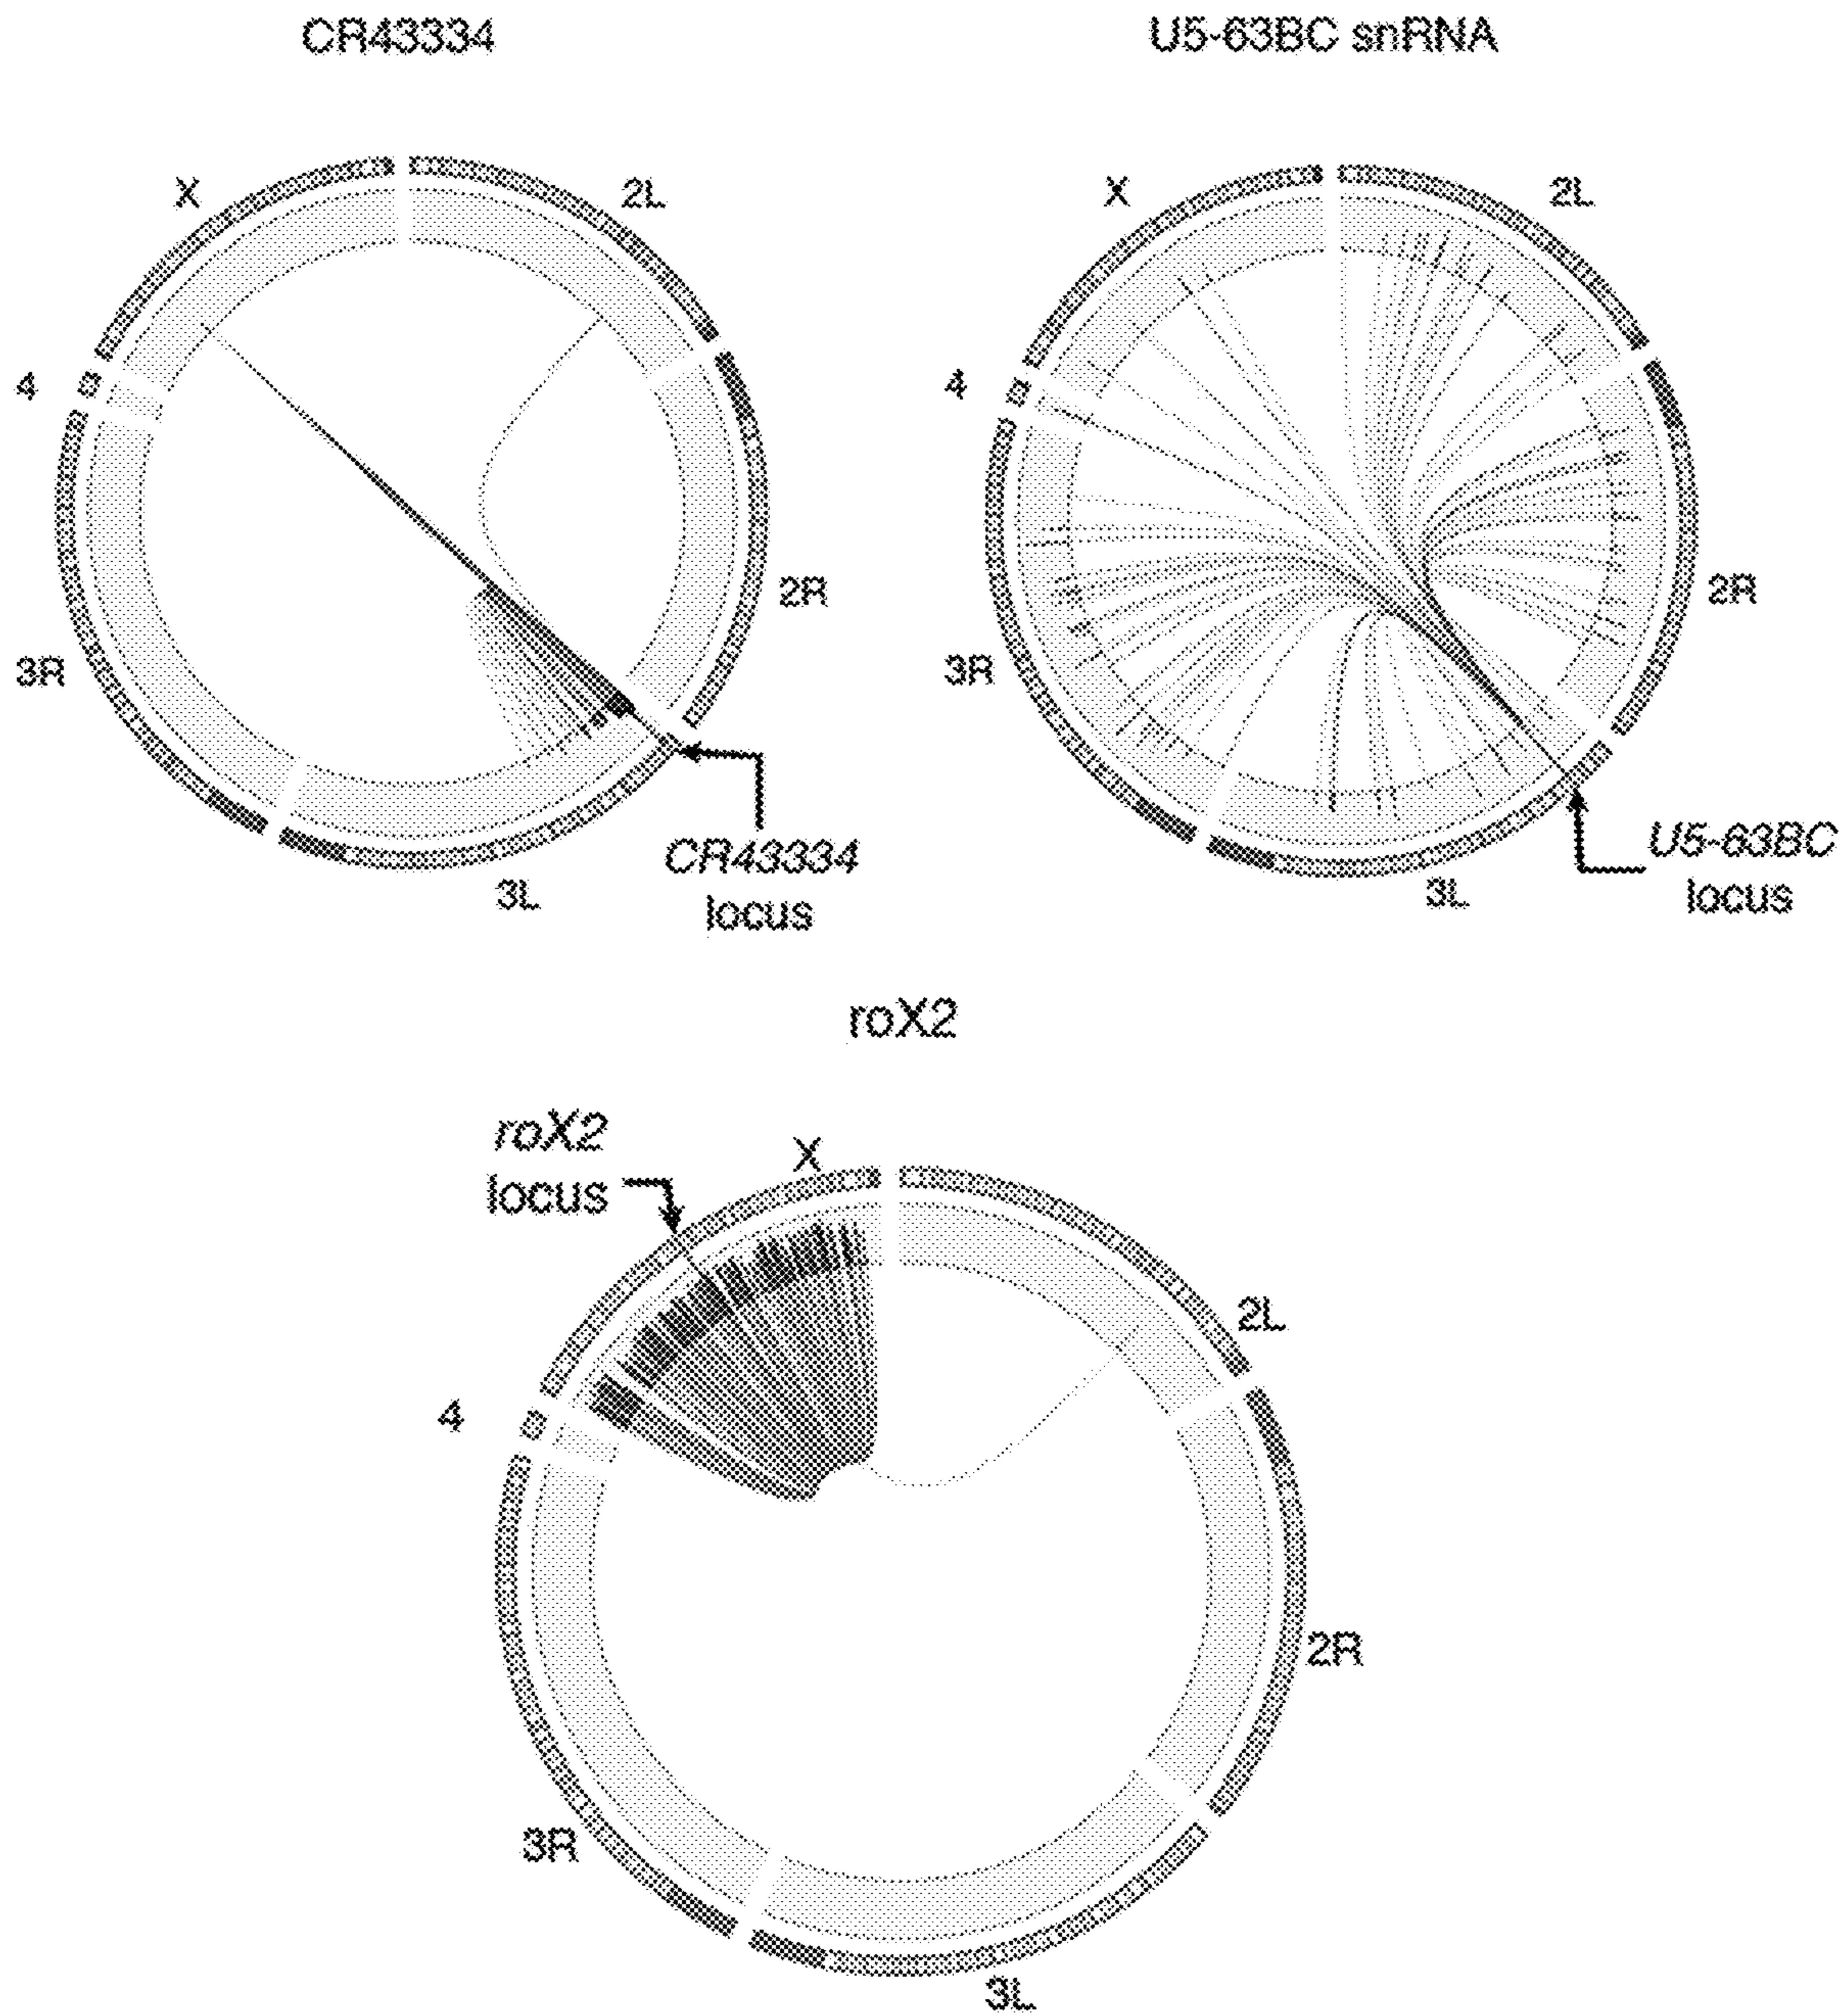 CR43334
U5-63BC snRNA
X
2L
4
2R
3R
3L
CR43334
locus
X
2L
4
2R
3R
3L
U5-63BC
locus
roX2
roX2
locus
X
2L
4
2R
3R
3L